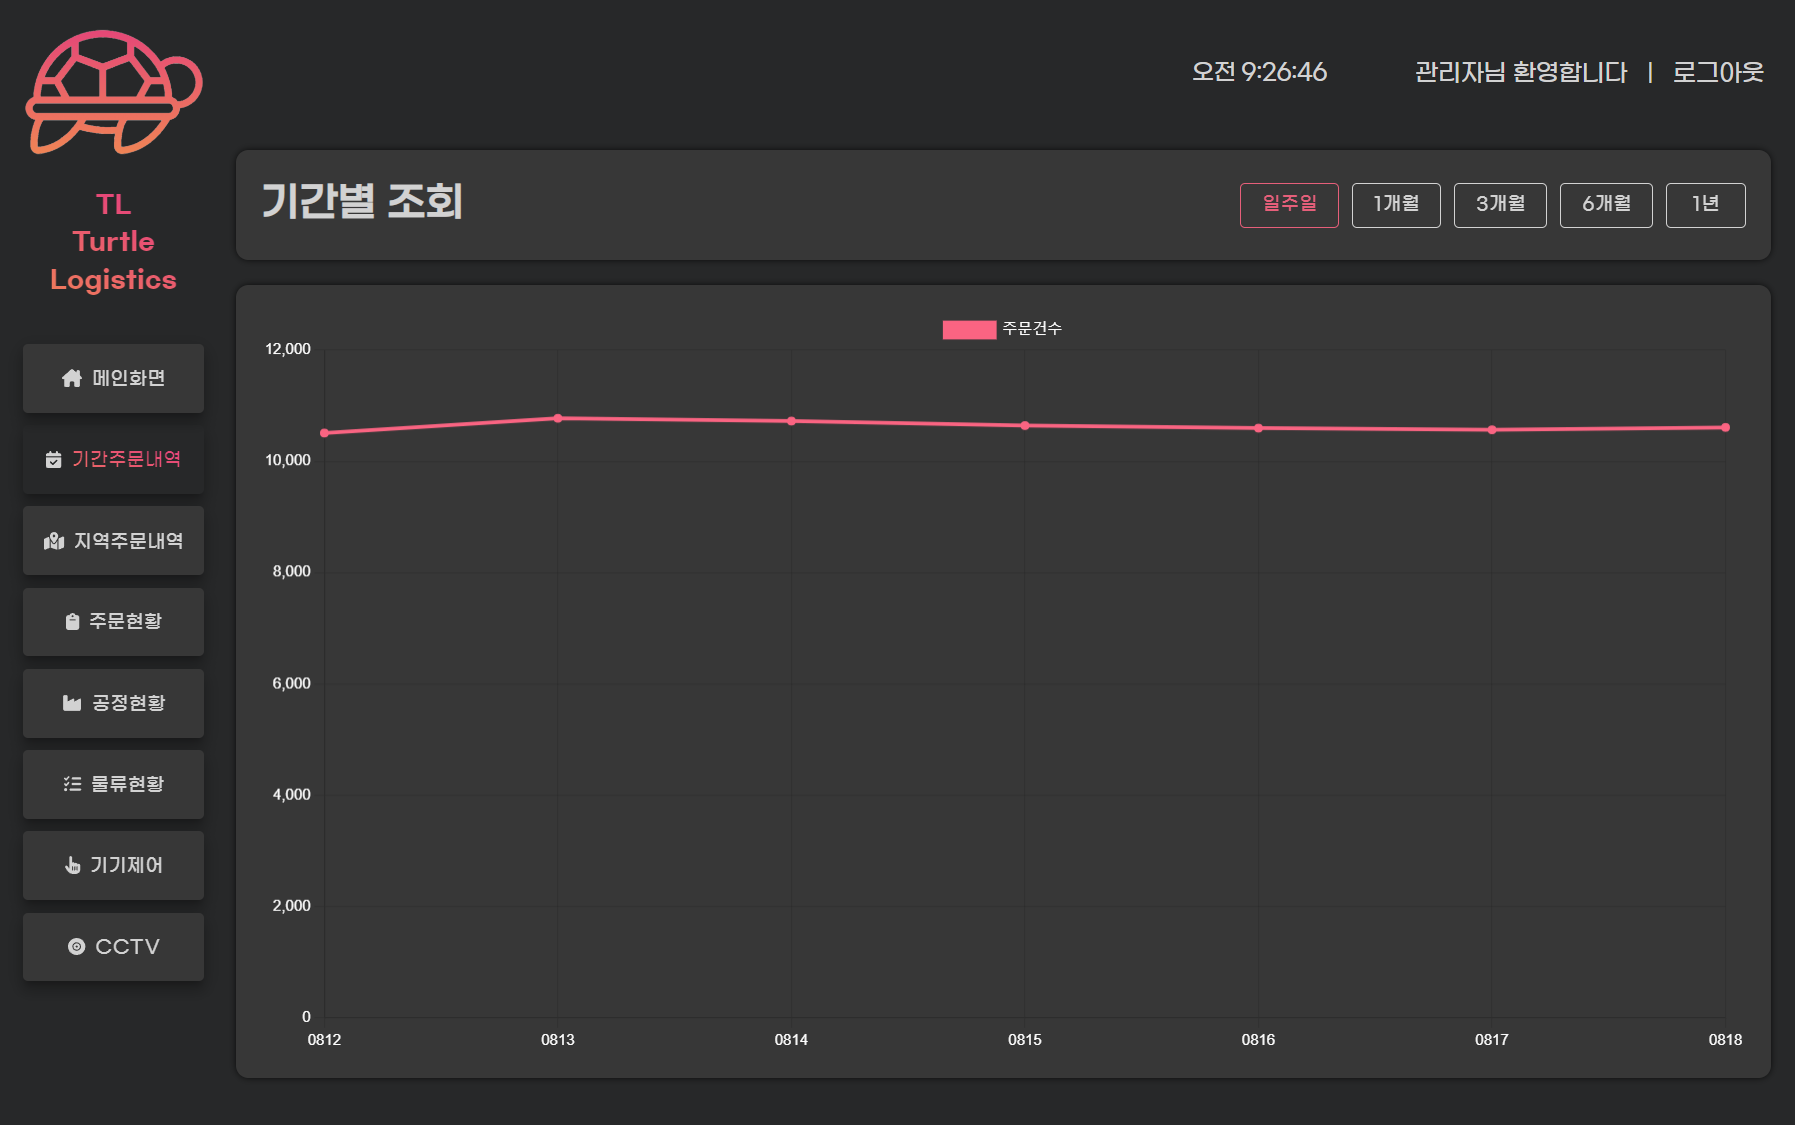 오전 9:26:46
관리자님 환영합니다 | 로그아웃
TL
Turtle
Logistics
메인화면
기간주문내역
지역주문내역
주문현황
공정현황
물류현황
기기제어
CCTV
기간별 조회
일주일
1개월
3개월
6개월
1년
주문건수
12,000
10,000
8,000
6,000
4,000
2,000
0
0812 0813 0814 0815 0816 0817 0818